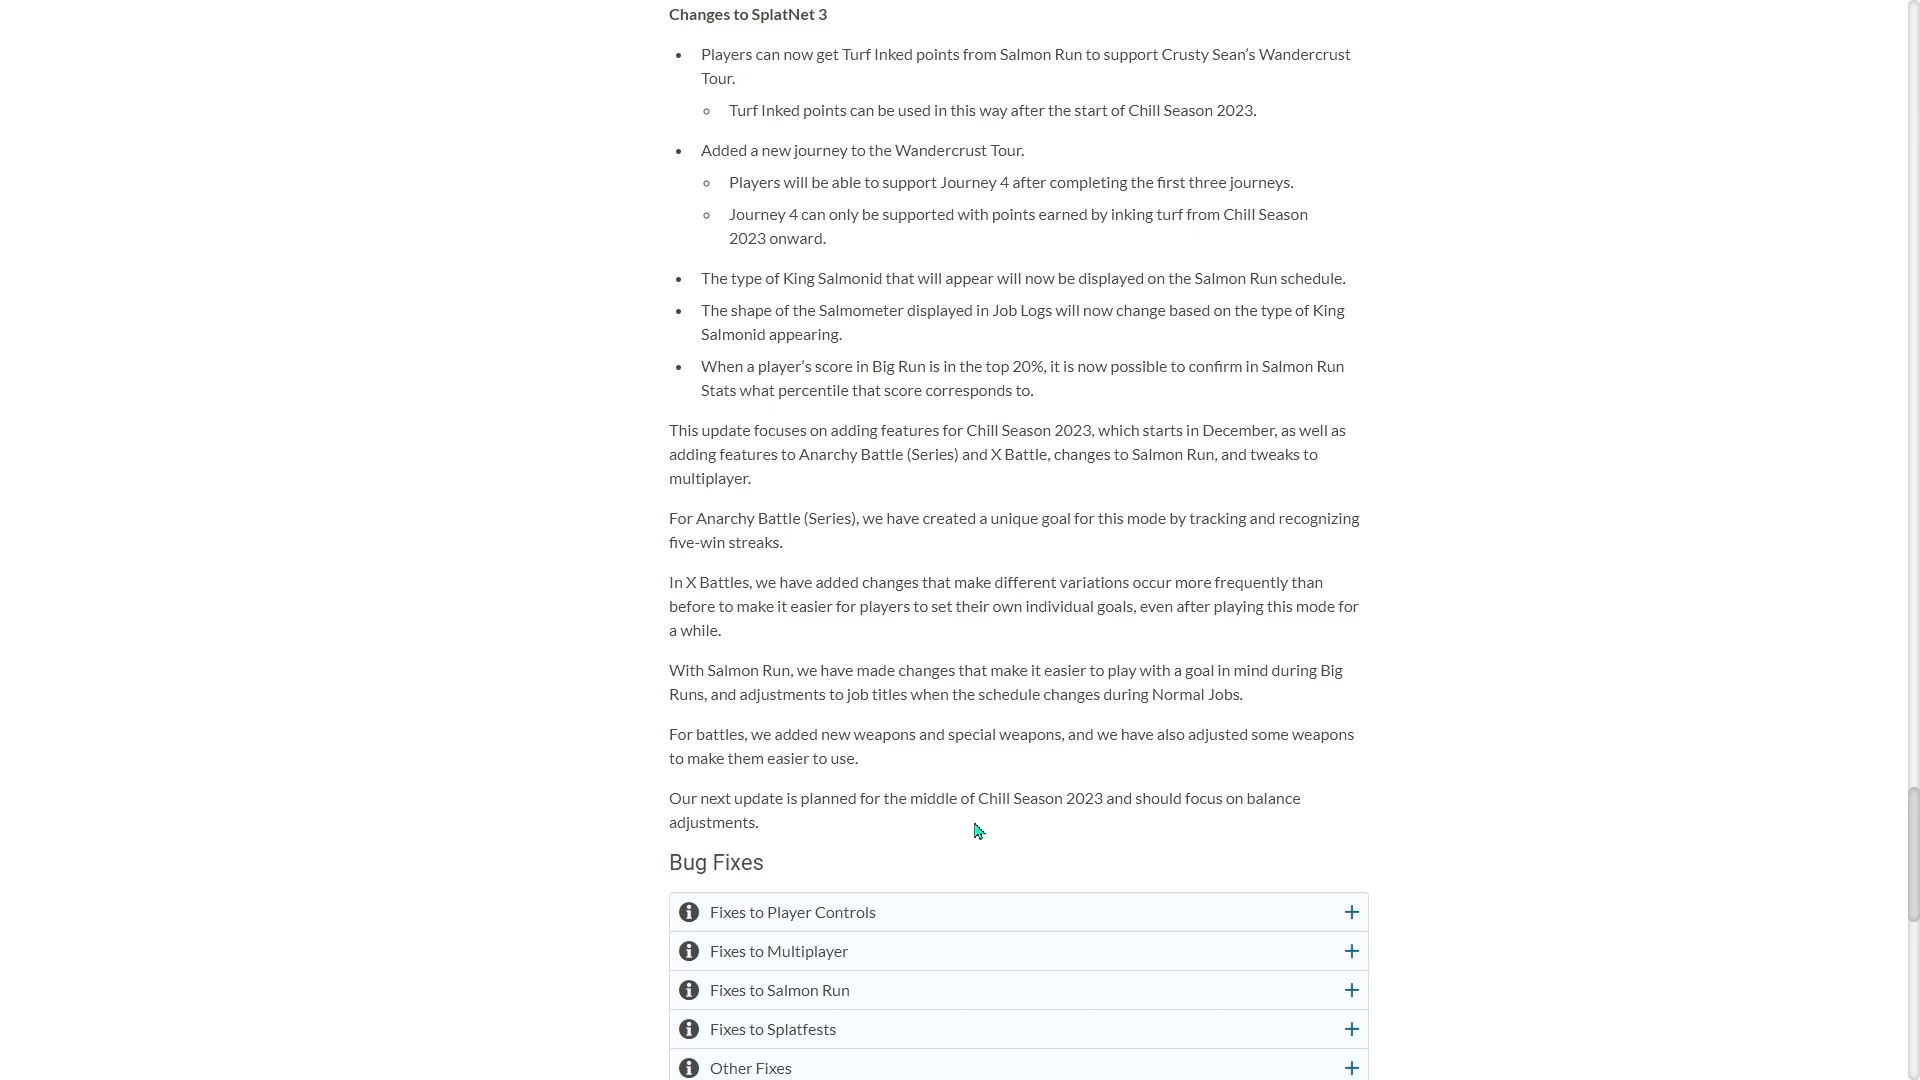 Changes to SplatNet 3
Players can now get Turf Inked points from Salmon Run to support Crusty Sean’s Wandercrust
Tour.
Turf Inked points can be used in this way after the start of Chill Season 2023.
Added a new journey to the Wandercrust Tour.
Players will be able to support Journey 4 after completing the first three journeys.
Journey 4 can only be supported with points earned by inking turf from Chill Season
2023 onward.
The type of King Salmonid that will appear will now be displayed on the Salmon Run schedule.
The shape of the Salmometer displayed in Job Logs will now change based on the type of King
Salmonid appearing.
When a player’s score in Big Run is in the top 20%, it is now possible to confirm in Salmon Run
Stats what percentile that score corresponds to.
This update focuses on adding features for Chill Season 2023, which starts in December, as well as
adding features to Anarchy Battle (Series) and X Battle, changes to Salmon Run, and tweaks to
multiplayer.
For Anarchy Battle (Series), we have created a unique goal for this mode by tracking and recognizing
five-win streaks.
In X Battles, we have added changes that make different variations occur more frequently than
before to make it easier for players to set their own individual goals, even after playing this mode for
a while.
With Salmon Run, we have made changes that make it easier to play with a goal in mind during Big
Runs, and adjustments to job titles when the schedule changes during Normal Jobs.
For battles, we added new weapons and special weapons, and we have also adjusted some weapons
to make them easier to use.
Our next update is planned for the middle of Chill Season 2023 and should focus on balance
adjustments.
Bug Fixes
Fixes to Player Controls
Fixes to Multiplayer
Fixes to Salmon Run
Fixes to Splatfests
Other Fixes